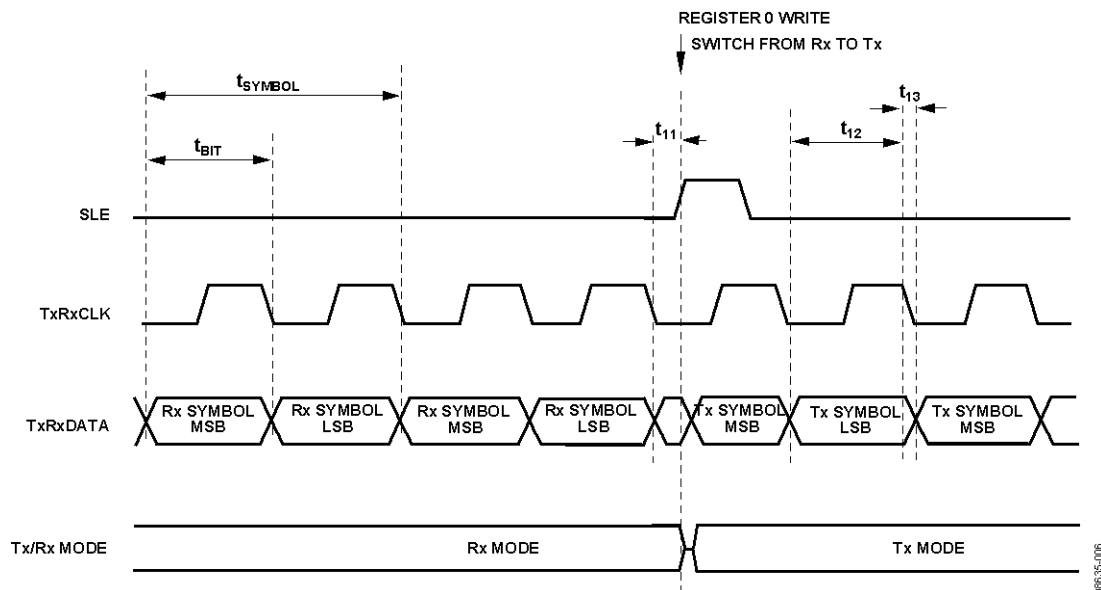 REGISTER 0 WRITE
SWITCH FROM Rx TO Tx
tSYMBOL
t13
t11
t12
tBIT
SLE
TxRxCLK
TxRxDATA
Rx SYMBOL MSB
Rx SYMBOL LSB
Rx SYMBOL MSB
Rx SYMBOL LSB
Tx SYMBOL MSB
Tx SYMBOL LSB
Tx SYMBOL MSB
Tx/Rx MODE
Rx MODE
Tx MODE
08635-006